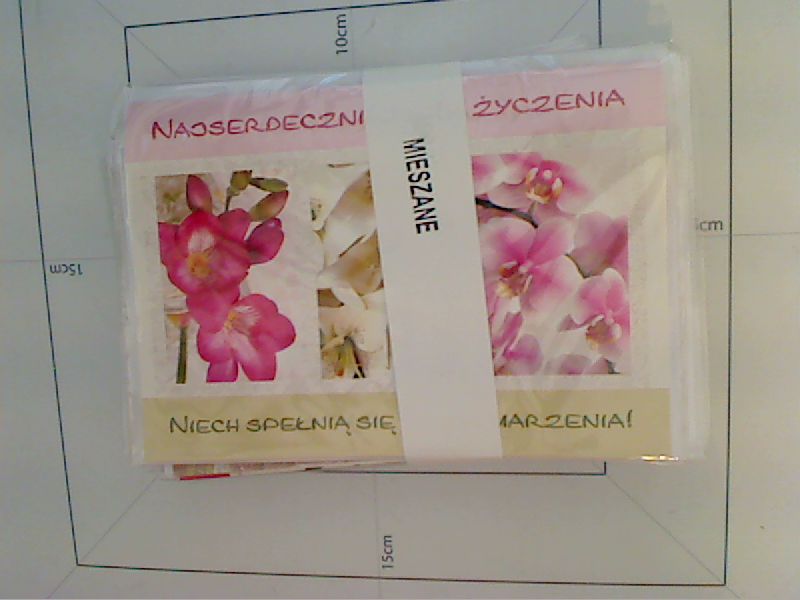 10cm
NAJSERDECZNI ŻYCZENIA
MIESZANE
cm
15cm
NIECH SPEŁNIĄ SIĘ MARZENIA!
15cm